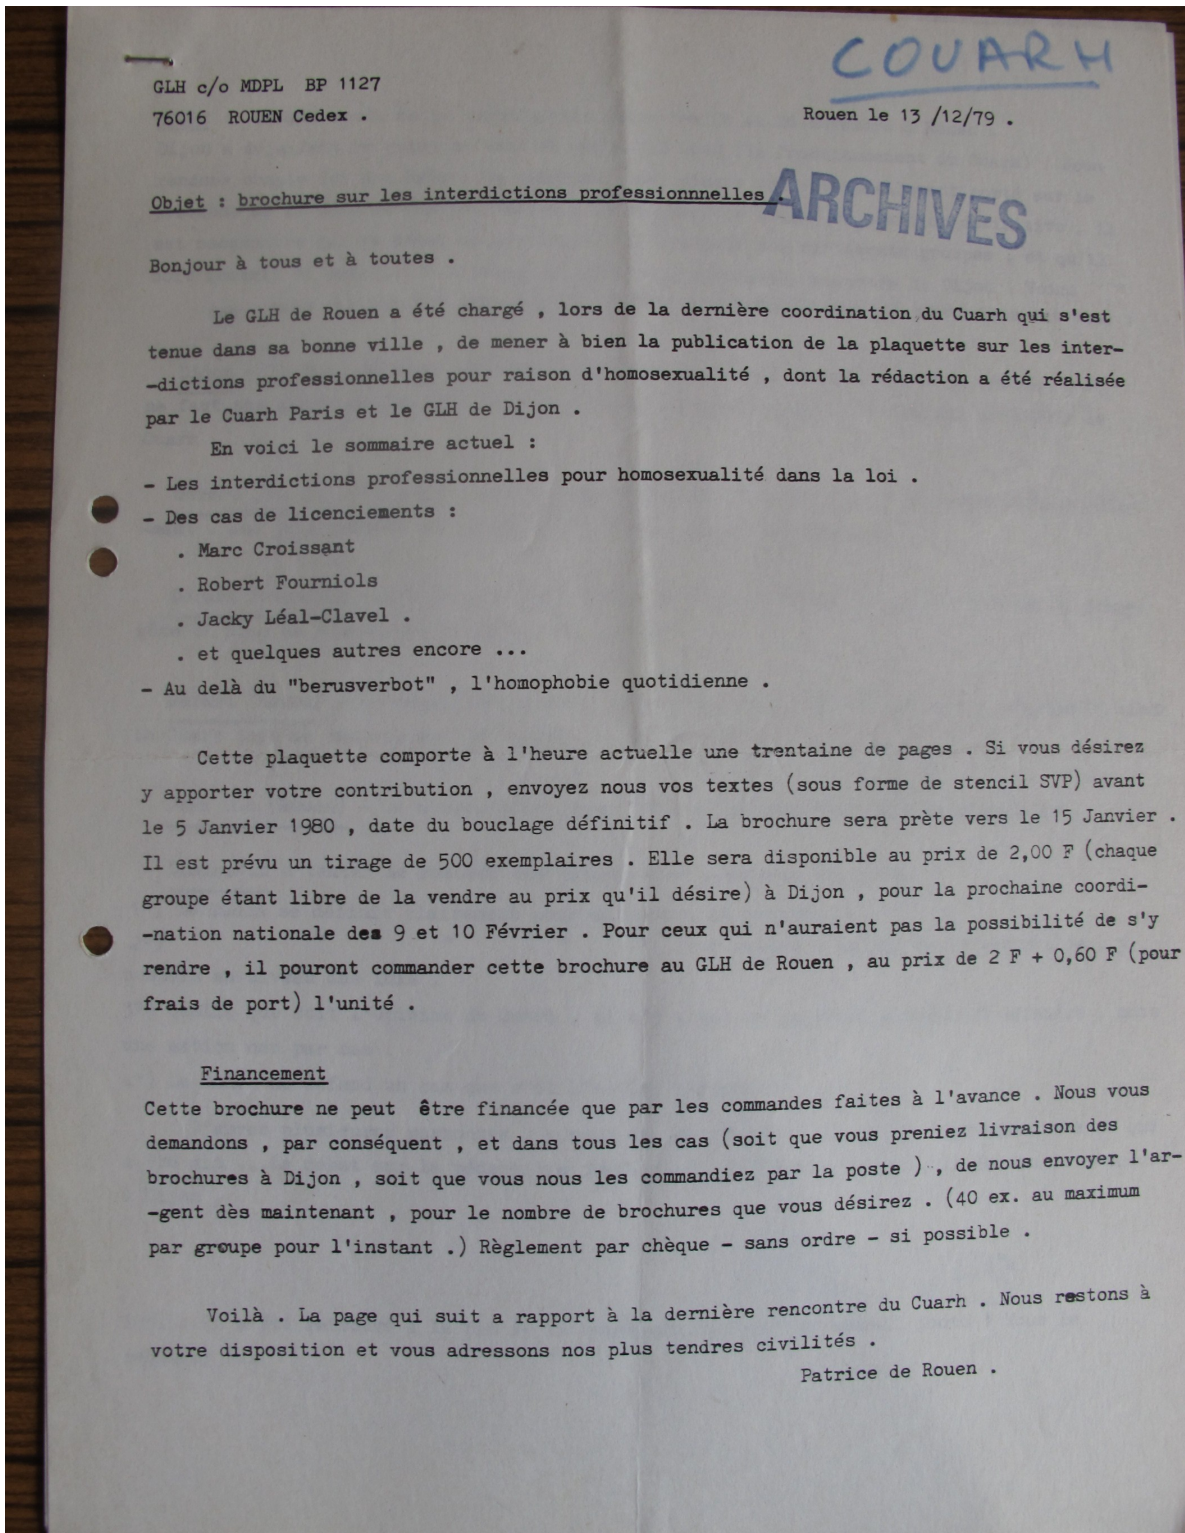 COUARH
GLH c/o MDPL BP 1127
76016 ROUEN Cedex .
Rouen le 13 /12/79 .
Objet : brochure sur les interdictions professionnnelles .
ARCHIVES
Bonjour à tous et à toutes .
Le GLH de Rouen a été chargé , lors de la dernière coordination du Cuarh qui s'est
tenue dans sa bonne ville , de mener à bien la publication de la plaquette sur les inter-
-dictions professionnelles pour raison d'homosexualité , dont la rédaction a été réalisée
par le Cuarh Paris et le GLH de Dijon .
En voici le sommaire actuel :
- Les interdictions professionnelles pour homosexualité dans la loi .
- Des cas de licenciements :
. Marc Croissant
. Robert Fourniols
. Jacky Léal-Clavel .
. et quelques autres encore ...
- Au delà du "berusverbot" , l'homophobie quotidienne .
Cette plaquette comporte à l'heure actuelle une trentaine de pages . Si vous désirez
y apporter votre contribution , envoyez nous vos textes (sous forme de stencil SVP) avant
le 5 Janvier 1980 , date du bouclage définitif . La brochure sera prète vers le 15 Janvier .
Il est prévu un tirage de 500 exemplaires . Elle sera disponible au prix de 2,00 F (chaque
groupe étant libre de la vendre au prix qu'il désire) à Dijon , pour la prochaine coordi-
-nation nationale des 9 et 10 Février . Pour ceux qui n'auraient pas la possibilité de s'y
rendre , il pouront commander cette brochure au GLH de Rouen , au prix de 2 F + 0,60 F (pour
frais de port) l'unité .
Financement
Cette brochure ne peut être financée que par les commandes faites à l'avance . Nous vous
demandons , par conséquent , et dans tous les cas (soit que vous preniez livraison des
brochures à Dijon , soit que vous nous les commandiez par la poste ) , de nous envoyer l'ar-
-gent dès maintenant , pour le nombre de brochures que vous désirez . (40 ex. au maximum
par groupe pour l'instant .) Règlement par chèque - sans ordre - si possible .
Voilà . La page qui suit a rapport à la dernière rencontre du Cuarh . Nous restons à
votre disposition et vous adressons nos plus tendres civilités .
Patrice de Rouen .